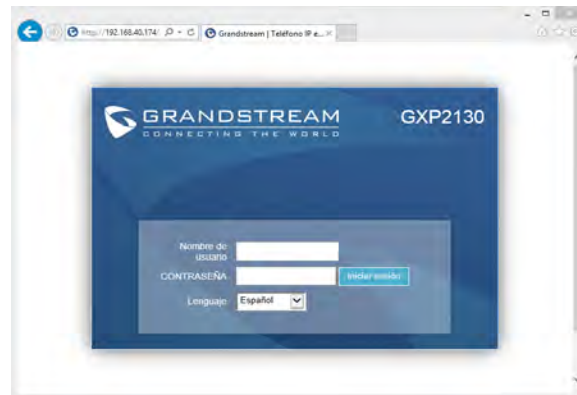 http://192.168.40.174/
Grandstream | Teléfono IP e...
GRANDSTREAM
CONNECTING THE WORLD
GXP2130
Nombre de
usuario
CONTRASEÑA
Iniciar sesión
Lenguaje
Español